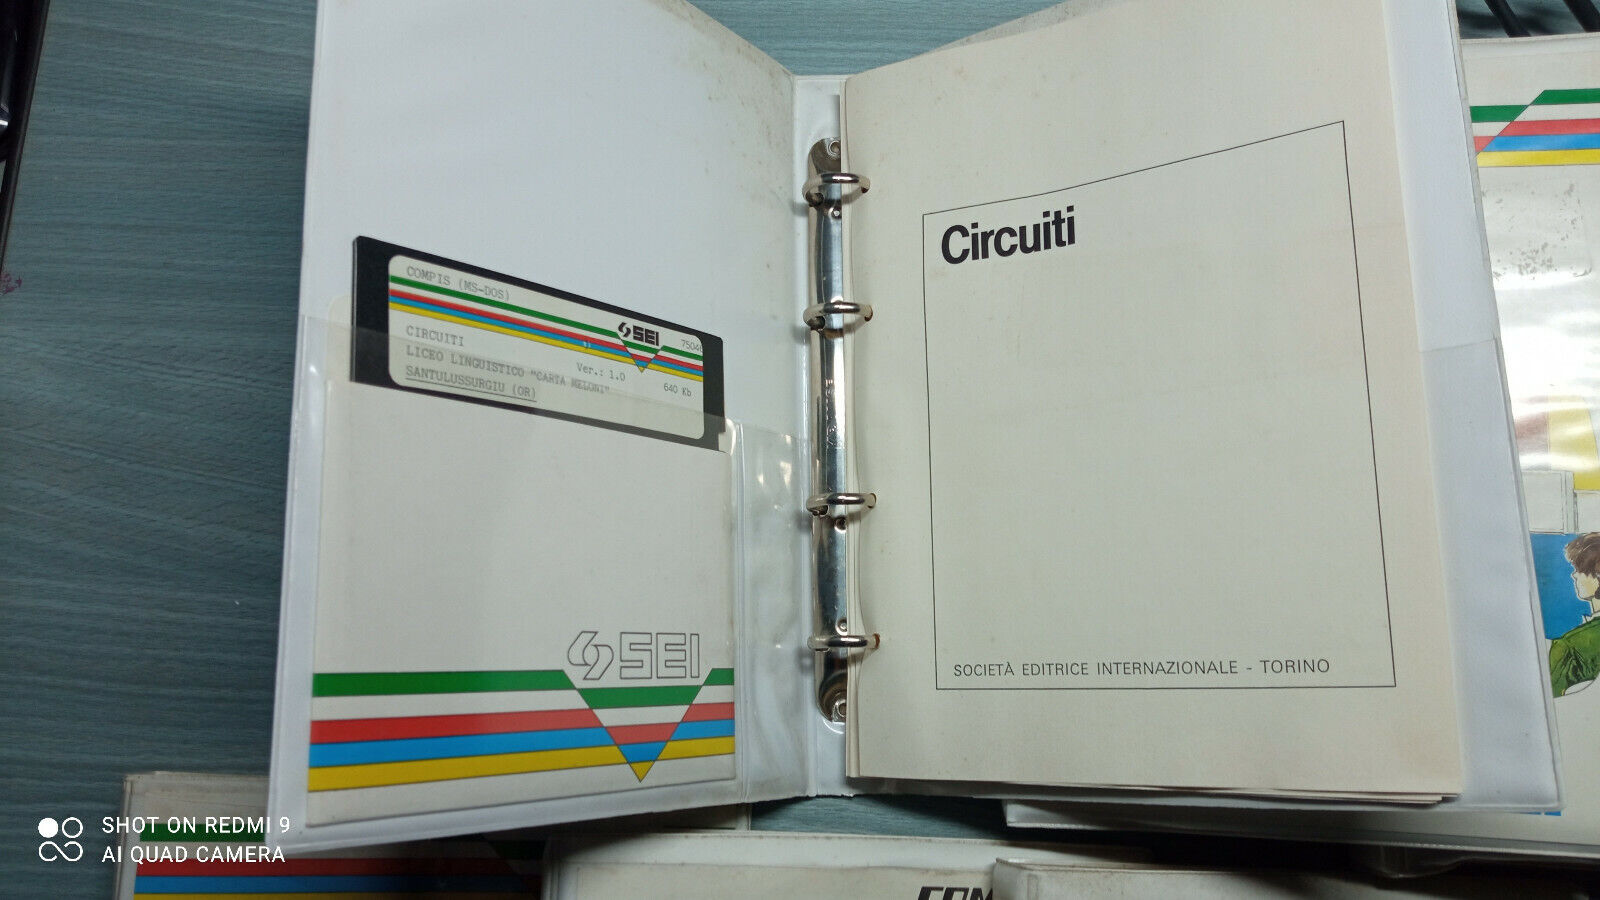 COMPIS (MS-DOS)
SEI
7504
CIRCUITI
Ver.: 1.0
640 Kb
LICEO LINGUISTICO "CARTA MELONI"
SANTULUSSURGIU (OR)
SEI
Circuiti
SOCIETÀ EDITRICE INTERNAZIONALE - TORINO
SHOT ON REDMI 9
AI QUAD CAMERA